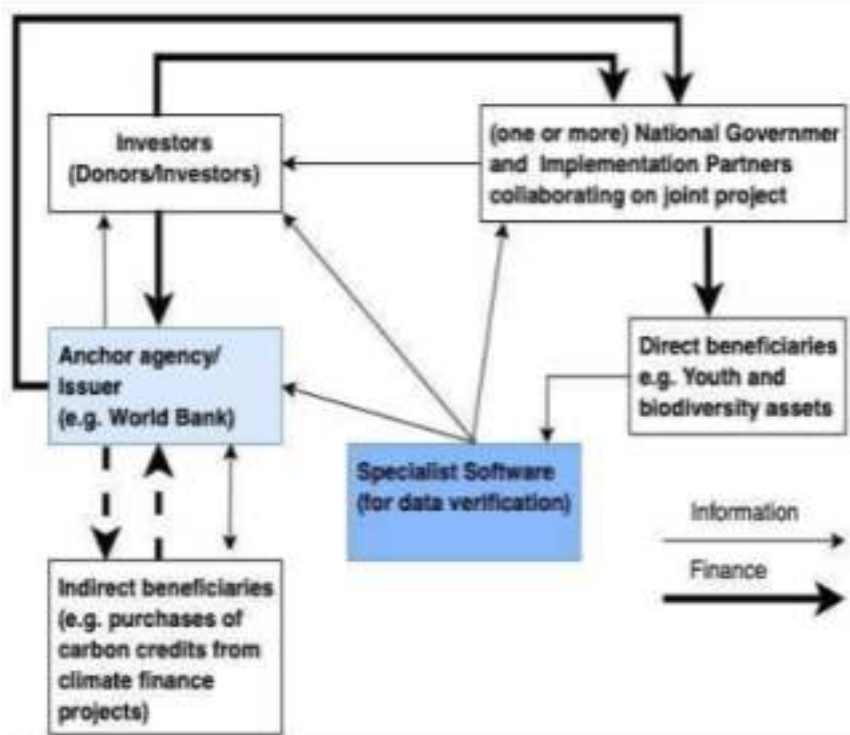 Investors
(Donors/Investors)
(one or more) National Governmer
and Implementation Partners
collaborating on joint project
Anchor agency/
Issuer
(e.g. World Bank)
Direct beneficiaries
e.g. Youth and
biodiversity assets
Specialist Software
(for data verification)
Information
Finance
Indirect beneficiaries
(e.g. purchases of
carbon credits from
climate finance
projects)